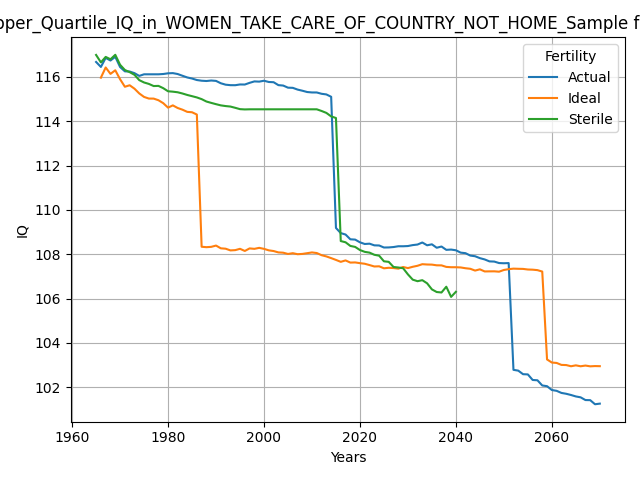 pper_Quartile_IQ_in_WOMEN_TAKE_CARE_OF_COUNTRY_NOT_HOME_Sample f
Fertility
Actual
Ideal
Sterile
IQ
116
114
112
110
108
106
104
102
1960
1980
2000
2020
2040
2060
Years